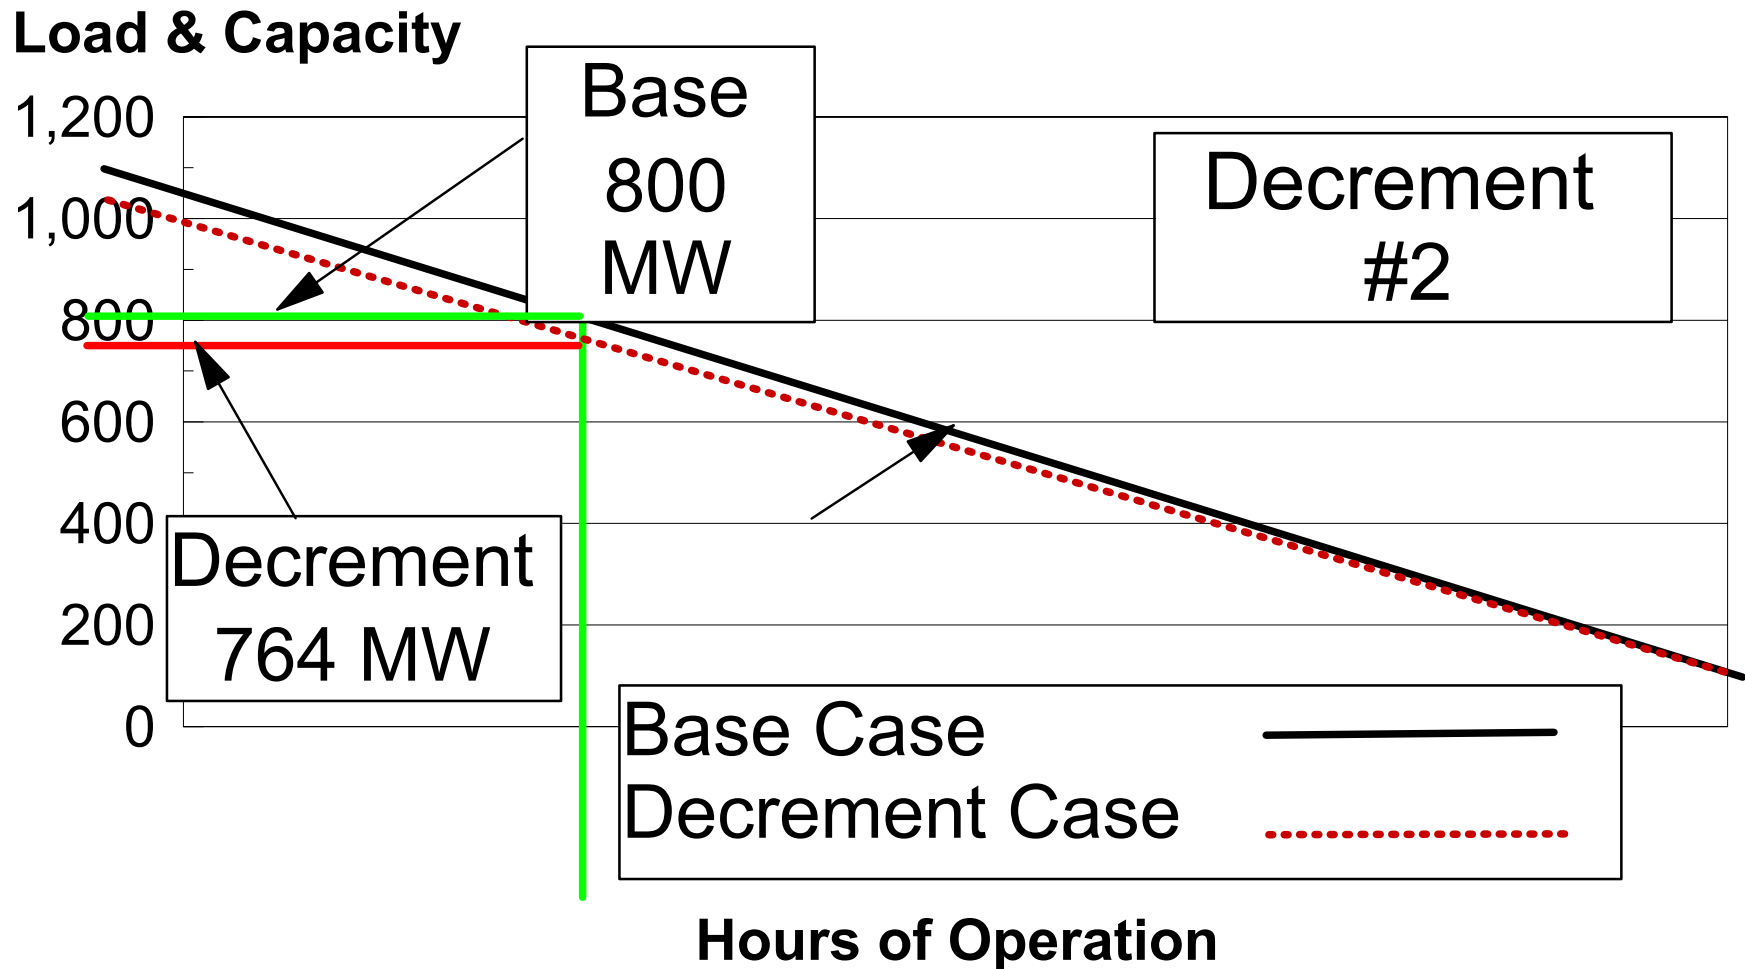 Load & Capacity
1,200
1,000
800
600
400
200
0
Base
800
MW
Decrement
#2
Decrement
764 MW
Base Case
Decrement Case
Hours of Operation